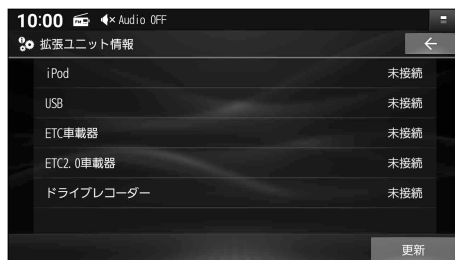 10:00 Audio OFF
拡張ユニット情報
iPod 未接続
USB 未接続
ETC車載器 未接続
ETC2.0車載器 未接続
ドライブレコーダー 未接続
更新